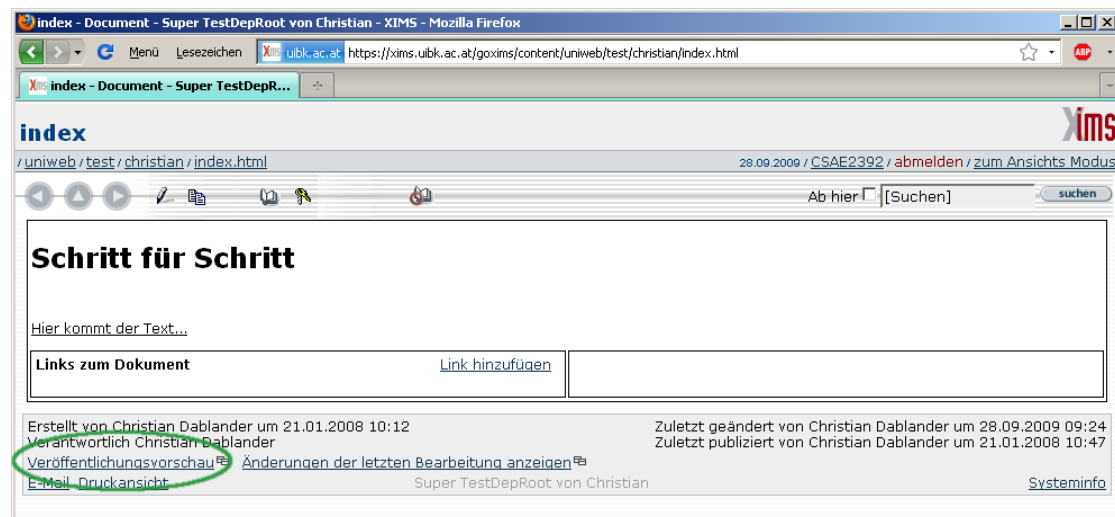 index - Document - Super TestDepRoot von Christian - XIMS - Mozilla Firefox
Menü Lesezeichen Xims uibk.ac.at https://xims.uibk.ac.at/goxims/content/uniweb/test/christian/index.html ABP
Xims index - Document - Super TestDepR...
index Xims
/ uniweb / test / christian / index.html 28.09.2009 / CSAE2392 / abmelden / zum Ansichts Modus
Ab hier [Suchen] suchen
Schritt für Schritt
Hier kommt der Text...
Links zum Dokument Link hinzufügen
Erstellt von Christian Dablander um 21.01.2008 10:12 Zuletzt geändert von Christian Dablander um 28.09.2009 09:24
Verantwortlich Christian Dablander Zuletzt publiziert von Christian Dablander um 21.01.2008 10:47
Veröffentlichungsvorschau Änderungen der letzten Bearbeitung anzeigen
E-Mail Druckansicht Super TestDepRoot von Christian Systeminfo